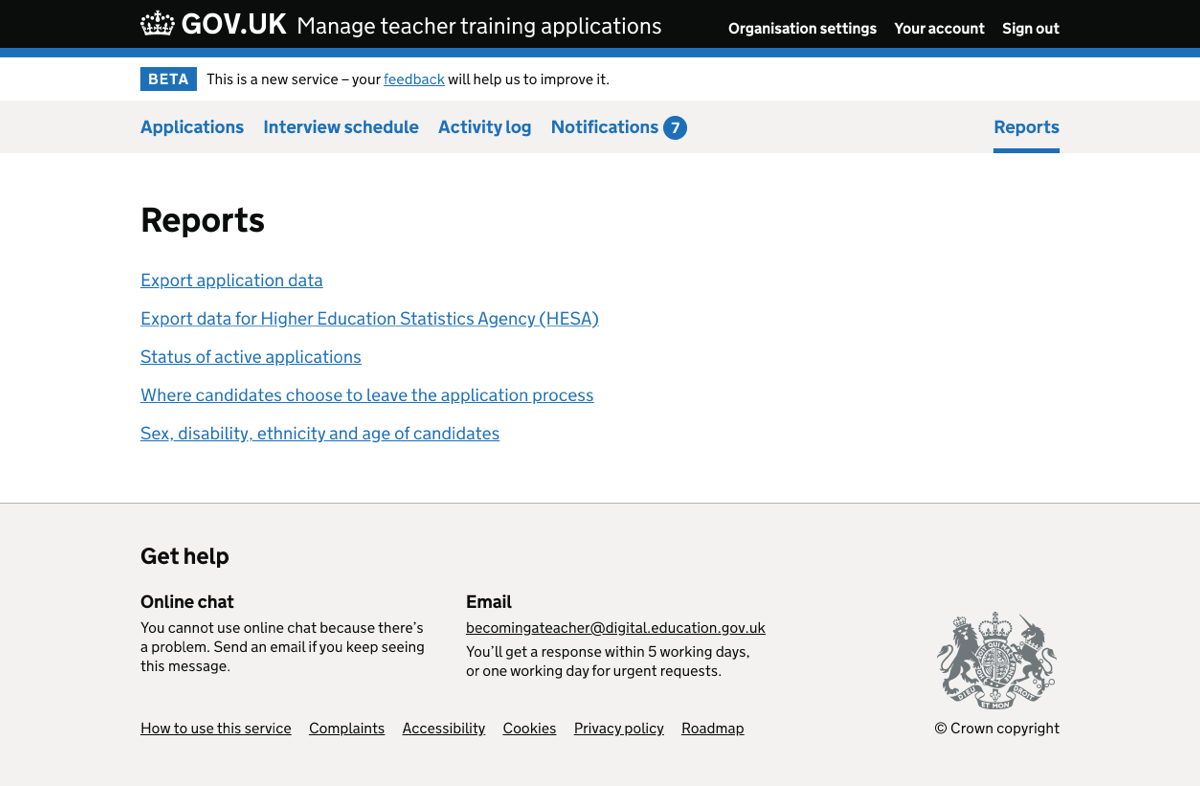 GOV.UK Manage teacher training applications Organisation settings Your account Sign out
BETA This is a new service – your feedback will help us to improve it.
Applications Interview schedule Activity log Notifications 7 Reports
Reports
Export application data
Export data for Higher Education Statistics Agency (HESA)
Status of active applications
Where candidates choose to leave the application process
Sex, disability, ethnicity and age of candidates
Get help
Online chat
You cannot use online chat because there’s
a problem. Send an email if you keep seeing
this message.
Email
becomingateacher@digital.education.gov.uk
You’ll get a response within 5 working days,
or one working day for urgent requests.
DIEU ET MON DROIT
How to use this service Complaints Accessibility Cookies Privacy policy Roadmap
© Crown copyright